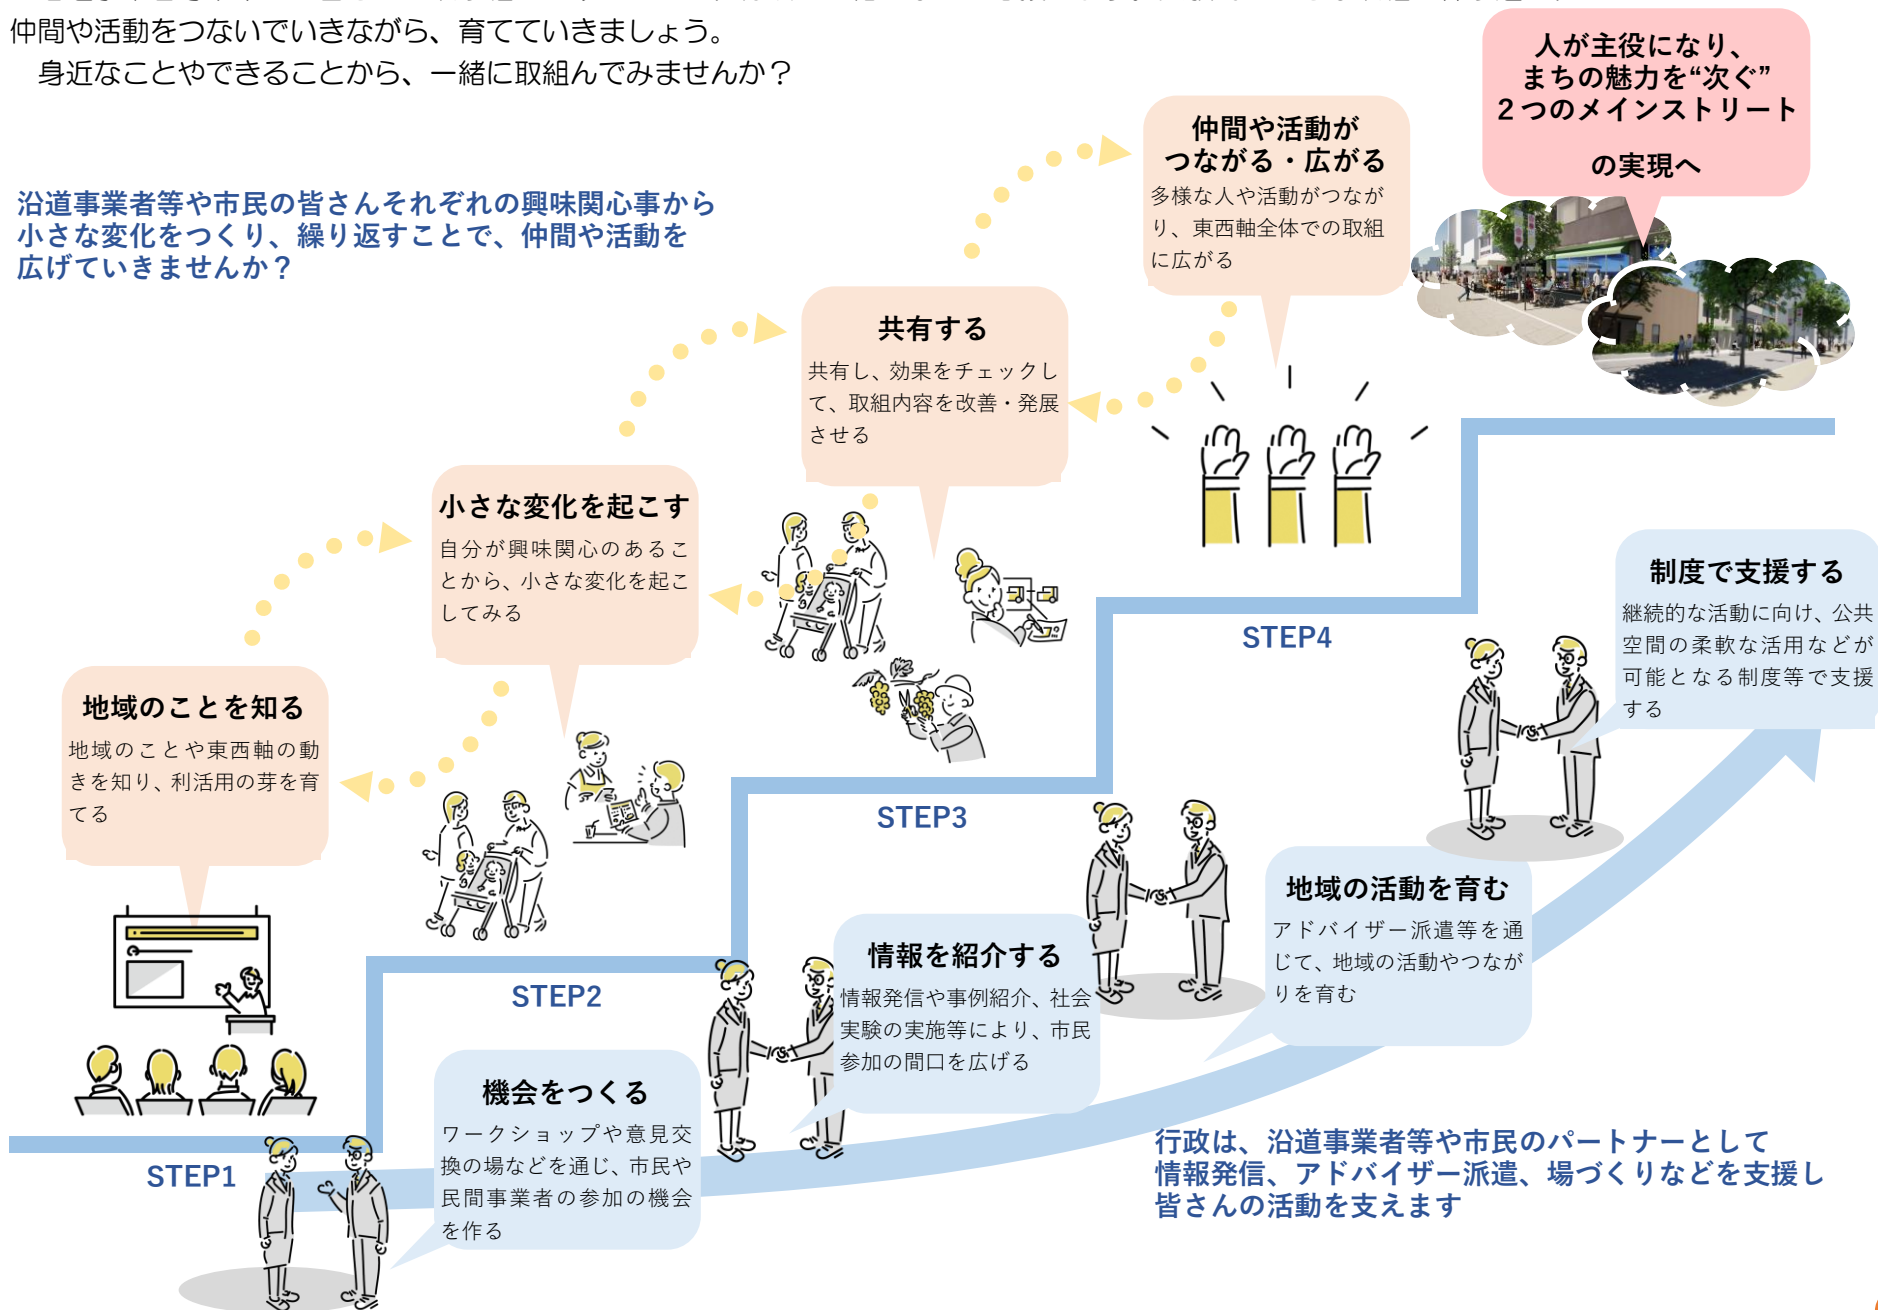 仲間や活動をつないでいきながら、育てていきましょう。
身近なことやできることから、一緒に取組んでみませんか？
人が主役になり、
まちの魅力を“次ぐ”
２つのメインストリート
の実現へ
沿道事業者等や市民の皆さんそれぞれの興味関心事から
小さな変化をつくり、繰り返すことで、仲間や活動を
広げていきませんか？
仲間や活動が
つながる・広がる
多様な人や活動がつなが
り、東西軸全体での取組
に広がる
共有する
共有し、効果をチェックし
て、取組内容を改善・発展
させる
小さな変化を起こす
自分が興味関心のあるこ
とから、小さな変化を起こ
してみる
地域のことを知る
地域のことや東西軸の動
きを知り、利活用の芽を育
てる
STEP1
STEP2
STEP3
STEP4
機会をつくる
ワークショップや意見交
換の場などを通じ、市民や
民間事業者の参加の機会
を作る
情報を紹介する
情報発信や事例紹介、社会
実験の実施等により、市民
参加の間口を広げる
地域の活動を育む
アドバイザー派遣等を通
じて、地域の活動やつなが
りを育む
制度で支援する
継続的な活動に向け、公共
空間の柔軟な活用などが
可能となる制度等で支援
する
行政は、沿道事業者等や市民のパートナーとして
情報発信、アドバイザー派遣、場づくりなどを支援し
皆さんの活動を支えます